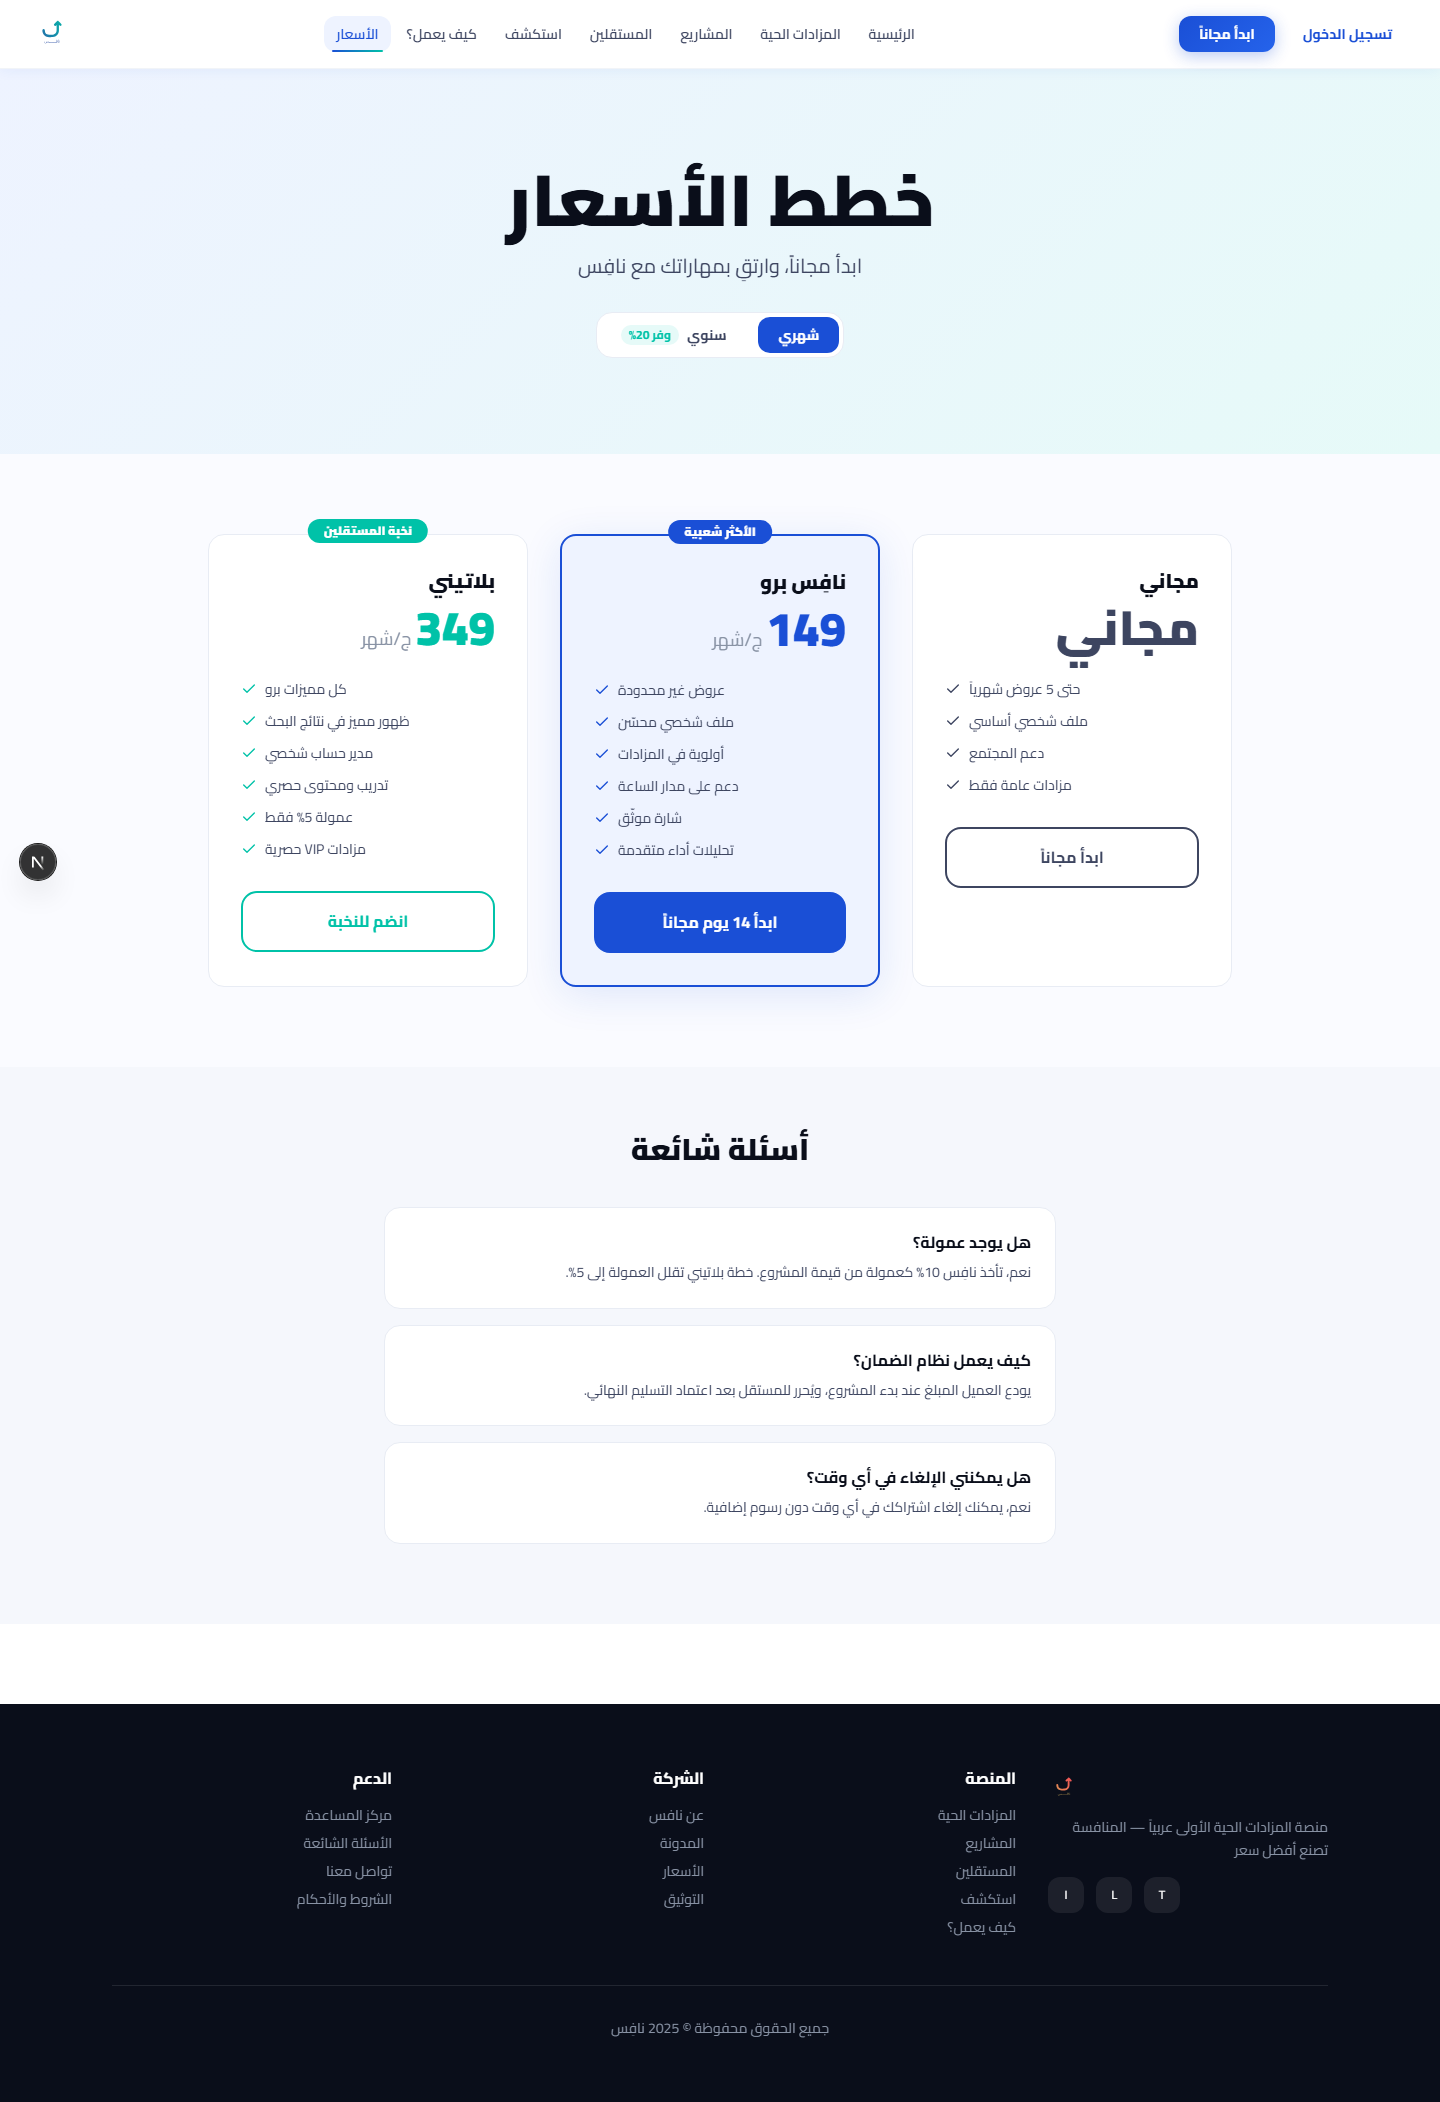 تسجيل الدخول
ابدأ مجاناً
الرئيسية
المزادات الحية
المشاريع
المستقلين
استكشف
كيف يعمل؟
الأسعار
خطط الأسعار
ابدأ مجاناً، وارتقِ بمهاراتك مع نافِس
شهري
سنوي
وفر 20%
مجاني
مجاني
حتى 5 عروض شهرياً
ملف شخصي أساسي
دعم المجتمع
مزادات عامة فقط
ابدأ مجاناً
الأكثر شعبية
نافِس برو
149 ج/شهر
عروض غير محدودة
ملف شخصي محسّن
أولوية في المزادات
دعم على مدار الساعة
شارة موثّق
تحليلات أداء متقدمة
ابدأ 14 يوم مجاناً
نخبة المستقلين
بلاتيني
349 ج/شهر
كل مميزات برو
ظهور مميز في نتائج البحث
مدير حساب شخصي
تدريب ومحتوى حصري
عمولة 5% فقط
مزادات VIP حصرية
انضم للنخبة
N
أسئلة شائعة
هل يوجد عمولة؟
نعم، تأخذ نافِس 10% كعمولة من قيمة المشروع. خطة بلاتيني تقلل العمولة إلى 5%.
كيف يعمل نظام الضمان؟
يودع العميل المبلغ عند بدء المشروع، ويُحرر للمستقل بعد اعتماد التسليم النهائي.
هل يمكنني الإلغاء في أي وقت؟
نعم، يمكنك إلغاء اشتراكك في أي وقت دون رسوم إضافية.
منصة المزادات الحية الأولى عربياً — المنافسة
تصنع أفضل سعر
T
L
I
المنصة
المزادات الحية
المشاريع
المستقلين
استكشف
كيف يعمل؟
الشركة
عن نافس
المدونة
الأسعار
التوثيق
الدعم
مركز المساعدة
الأسئلة الشائعة
تواصل معنا
الشروط والأحكام
جميع الحقوق محفوظة © 2025 نافِس